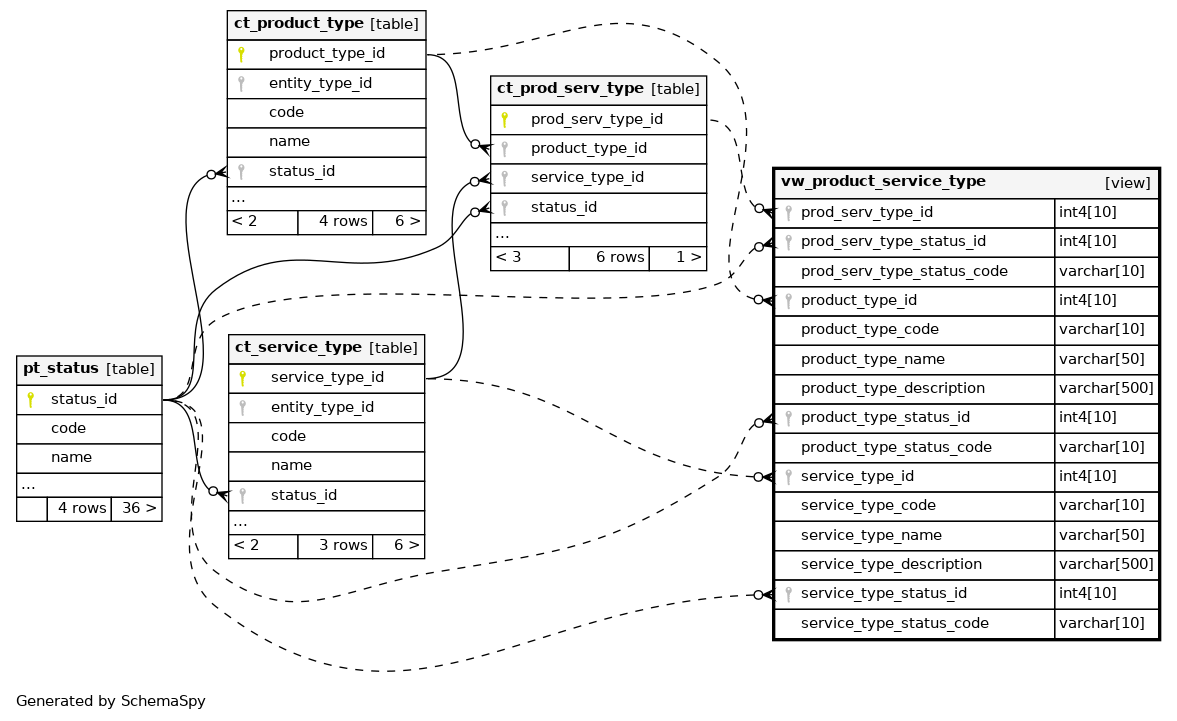 ct_product_type [table]
product_type_id
entity_type_id
code
name
status_id
...
< 2 4 rows 6 >
ct_prod_serv_type [table]
prod_serv_type_id
product_type_id
service_type_id
status_id
...
< 3 6 rows 1 >
vw_product_service_type [view]
prod_serv_type_id int4[10]
prod_serv_type_status_id int4[10]
prod_serv_type_status_code varchar[10]
product_type_id int4[10]
product_type_code varchar[10]
product_type_name varchar[50]
product_type_description varchar[500]
product_type_status_id int4[10]
product_type_status_code varchar[10]
service_type_id int4[10]
service_type_code varchar[10]
service_type_name varchar[50]
service_type_description varchar[500]
service_type_status_id int4[10]
service_type_status_code varchar[10]
pt_status [table]
status_id
code
name
...
4 rows 36 >
ct_service_type [table]
service_type_id
entity_type_id
code
name
status_id
...
< 2 3 rows 6 >
Generated by SchemaSpy